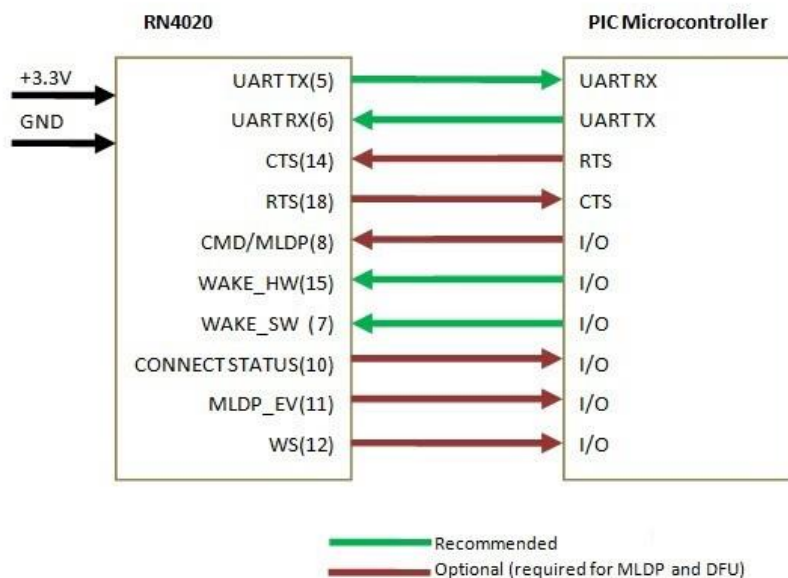 RN4020 PIC Microcontroller
+3.3V
GND
UART TX(5) UART RX
UART RX(6) UART TX
CTS(14) RTS
RTS(18) CTS
CMD/MLDP(8) I/O
WAKE_HW(15) I/O
WAKE_SW (7) I/O
CONNECT STATUS(10) I/O
MLDP_EV(11) I/O
WS(12) I/O
Recommended
Optional (required for MLDP and DFU)